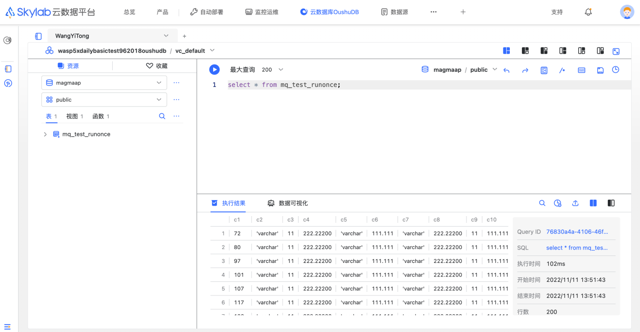 Skylab 云数据平台 总览 产品 自动部署 监控运维 云数据库OushuDB 数据源 ··· + 支持
WangYiTong +
wasp5xdailybasictest962018oushudb / vc_default
资源 收藏
magmaap ···
public ···
表 1 视图 1 函数 1 ···
mq_test_runonce
最大查询 200 magmaap / public
1 select * from mq_test_runonce;
执行结果 数据可视化
c1 c2 c3 c4 c5 c6 c7 c8 c9 c10
1 72 'varchar' 11 222.22200 'varchar' 111.111 'varchar' 222.22200 11 111.111
2 80 'varchar' 11 222.22200 'varchar' 111.111 'varchar' 222.22200 11 111.111
3 97 'varchar' 11 222.22200 'varchar' 111.111 'varchar' 222.22200 11 111.111
4 101 'varchar' 11 222.22200 'varchar' 111.111 'varchar' 222.22200 11 111.111
5 107 'varchar' 11 222.22200 'varchar' 111.111 'varchar' 222.22200 11 111.111
6 117 'varchar' 11 222.22200 'varchar' 111.111 'varchar' 222.22200 11 111.111
Query ID 76830a4a-4106-46f...
SQL select * from mq_tes...
执行时间 102ms
开始时间 2022/11/11 13:51:43
结束时间 2022/11/11 13:51:43
行数 200